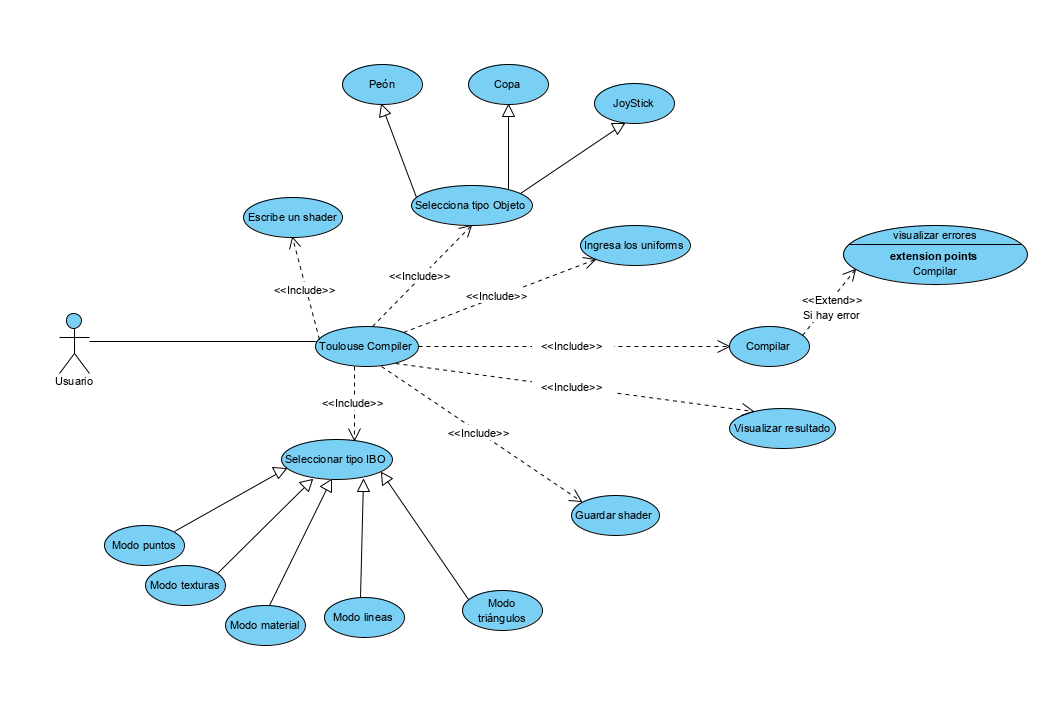 Peón
Copa
JoyStick
Selecciona tipo Objeto
Escribe un shader
Ingresa los uniforms
visualizar errores
extension points
Compilar
<<Include>>
<<Include>>
<<Include>>
<<Extend>>
Si hay error
Toulouse Compiler
<<Include>>
Compilar
Usuario
<<Include>>
<<Include>>
<<Include>>
Visualizar resultado
Seleccionar tipo IBO
Guardar shader
Modo puntos
Modo texturas
Modo material
Modo lineas
Modo
triángulos